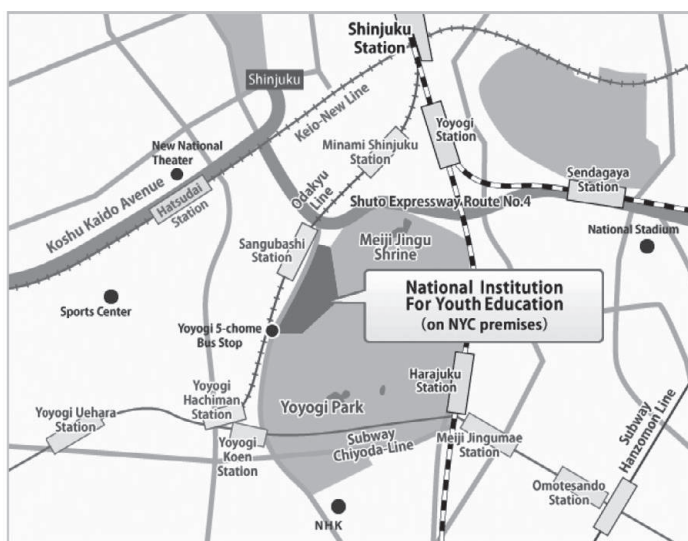 Shinjuku
Station
Shinjuku
Keio-New Line
Yoyogi
Station
New National
Theater
Minami Shinjuku
Station
Sendagaya
Station
Koshu Kaido Avenue
Hatsudai
Station
Odakyu
Line
Shuto Expressway Route No.4
National Stadium
Sangubashi
Station
Meiji Jingu
Shrine
National Institution
For Youth Education
(on NYC premises)
Sports Center
Yoyogi 5-chome
Bus Stop
Harajuku
Station
Yoyogi
Hachiman
Station
Yoyogi Park
Yoyogi Uehara
Station
Yoyogi
Koen
Station
Subway
Chiyoda-Line
Meiji Jingumae
Station
Subway
Hanzomon Line
Omotesando
Station
NHK